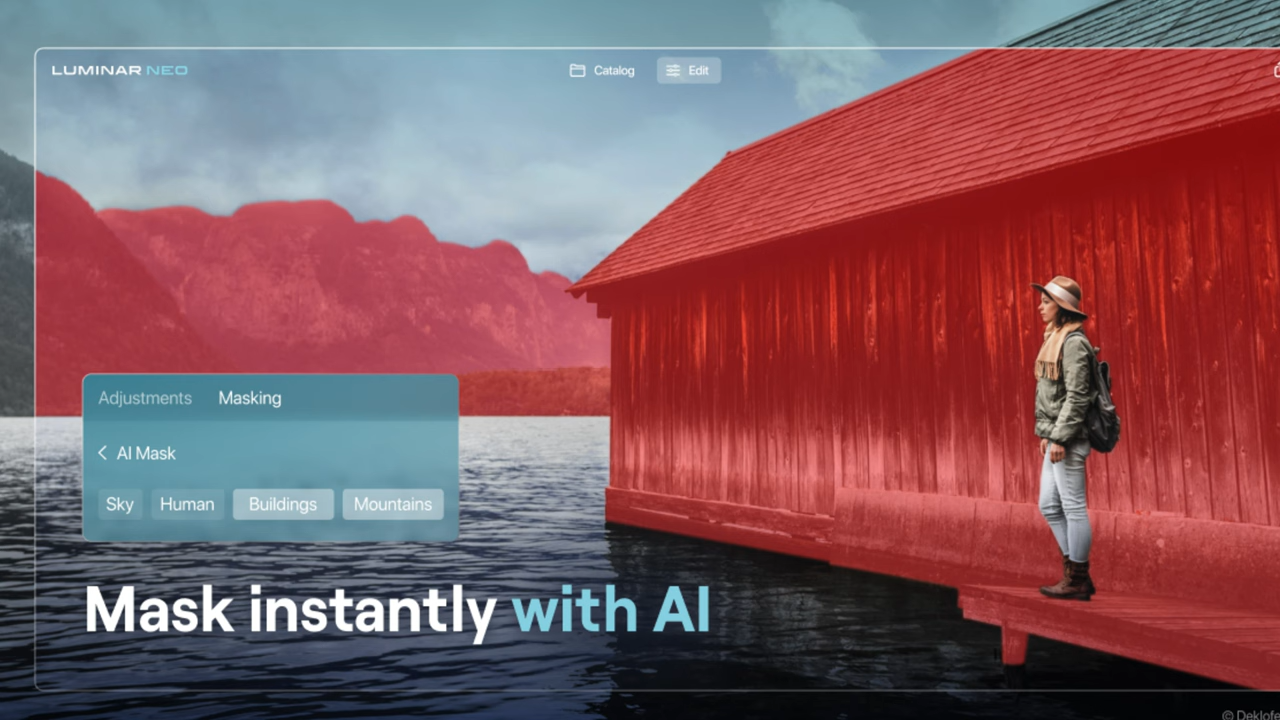 LUMINAR NEO
Catalog
Edit
Adjustments Masking
AI Mask
Sky Human Buildings Mountains
Mask instantly with AI